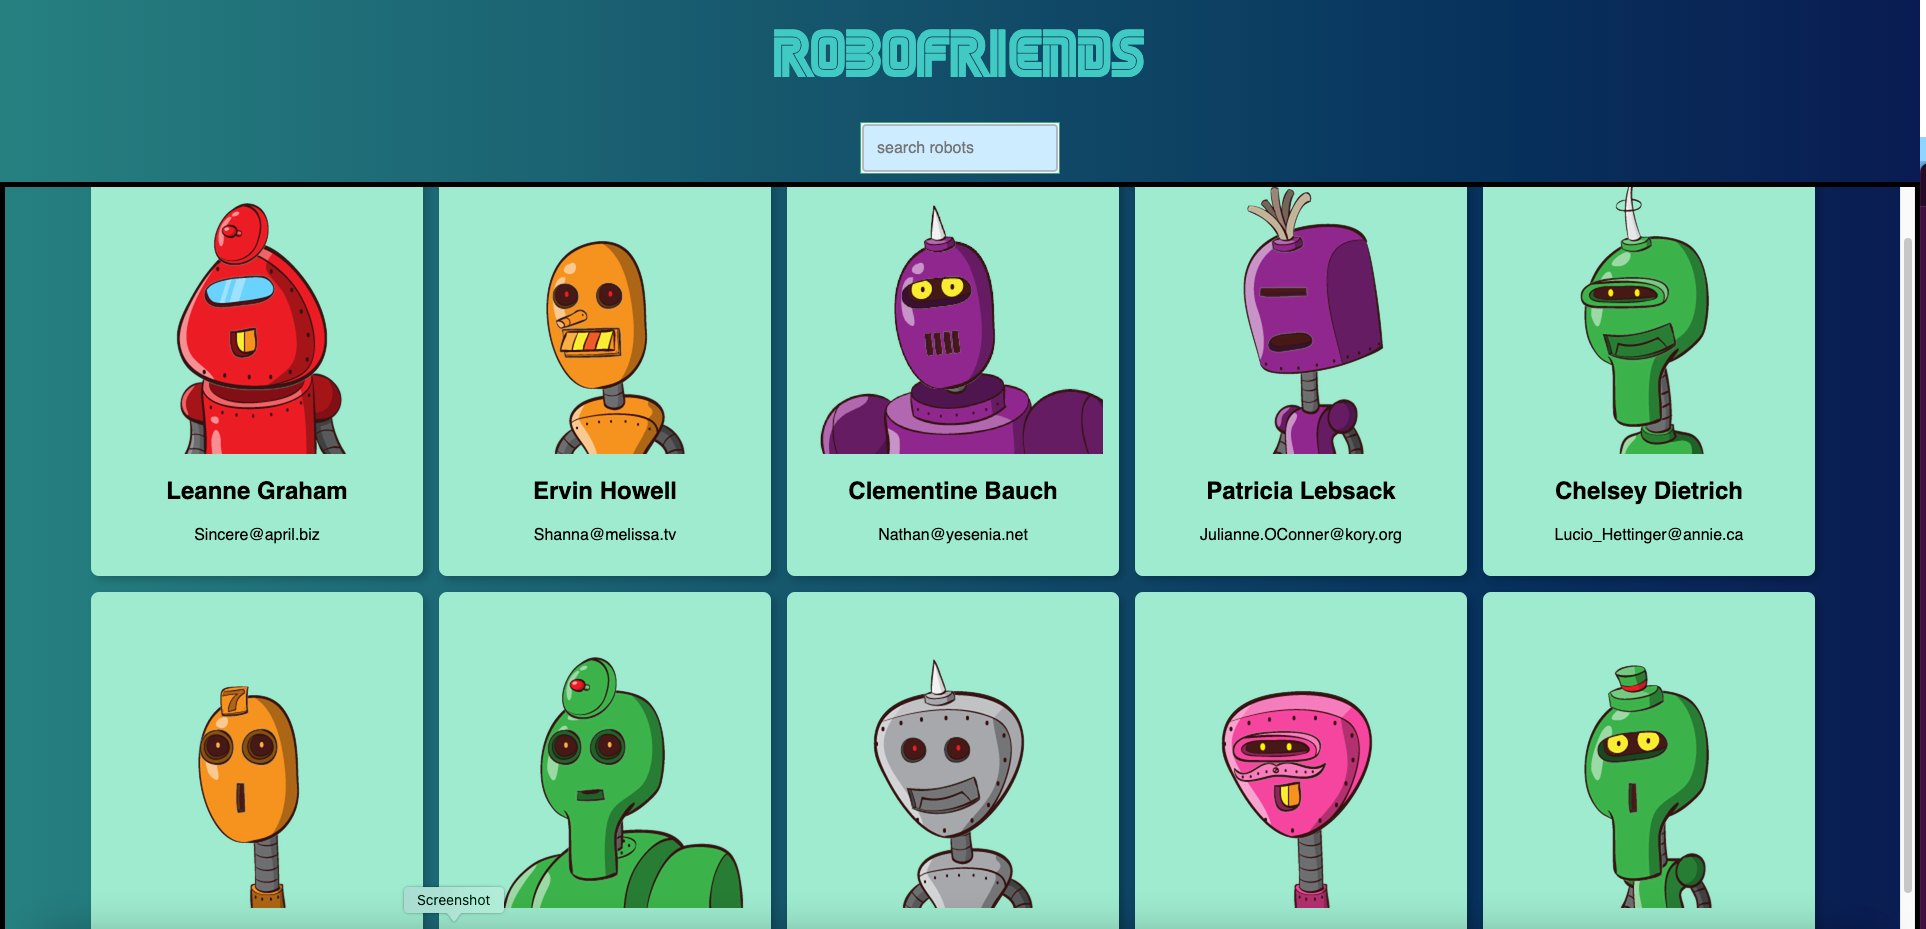 ROBOFRIENDS
search robots
Leanne Graham
Sincere@april.biz
Ervin Howell
Shanna@melissa.tv
Clementine Bauch
Nathan@yesenia.net
Patricia Lebsack
Julianne.OConner@kory.org
Chelsey Dietrich
Lucio_Hettinger@annie.ca
7
Screenshot